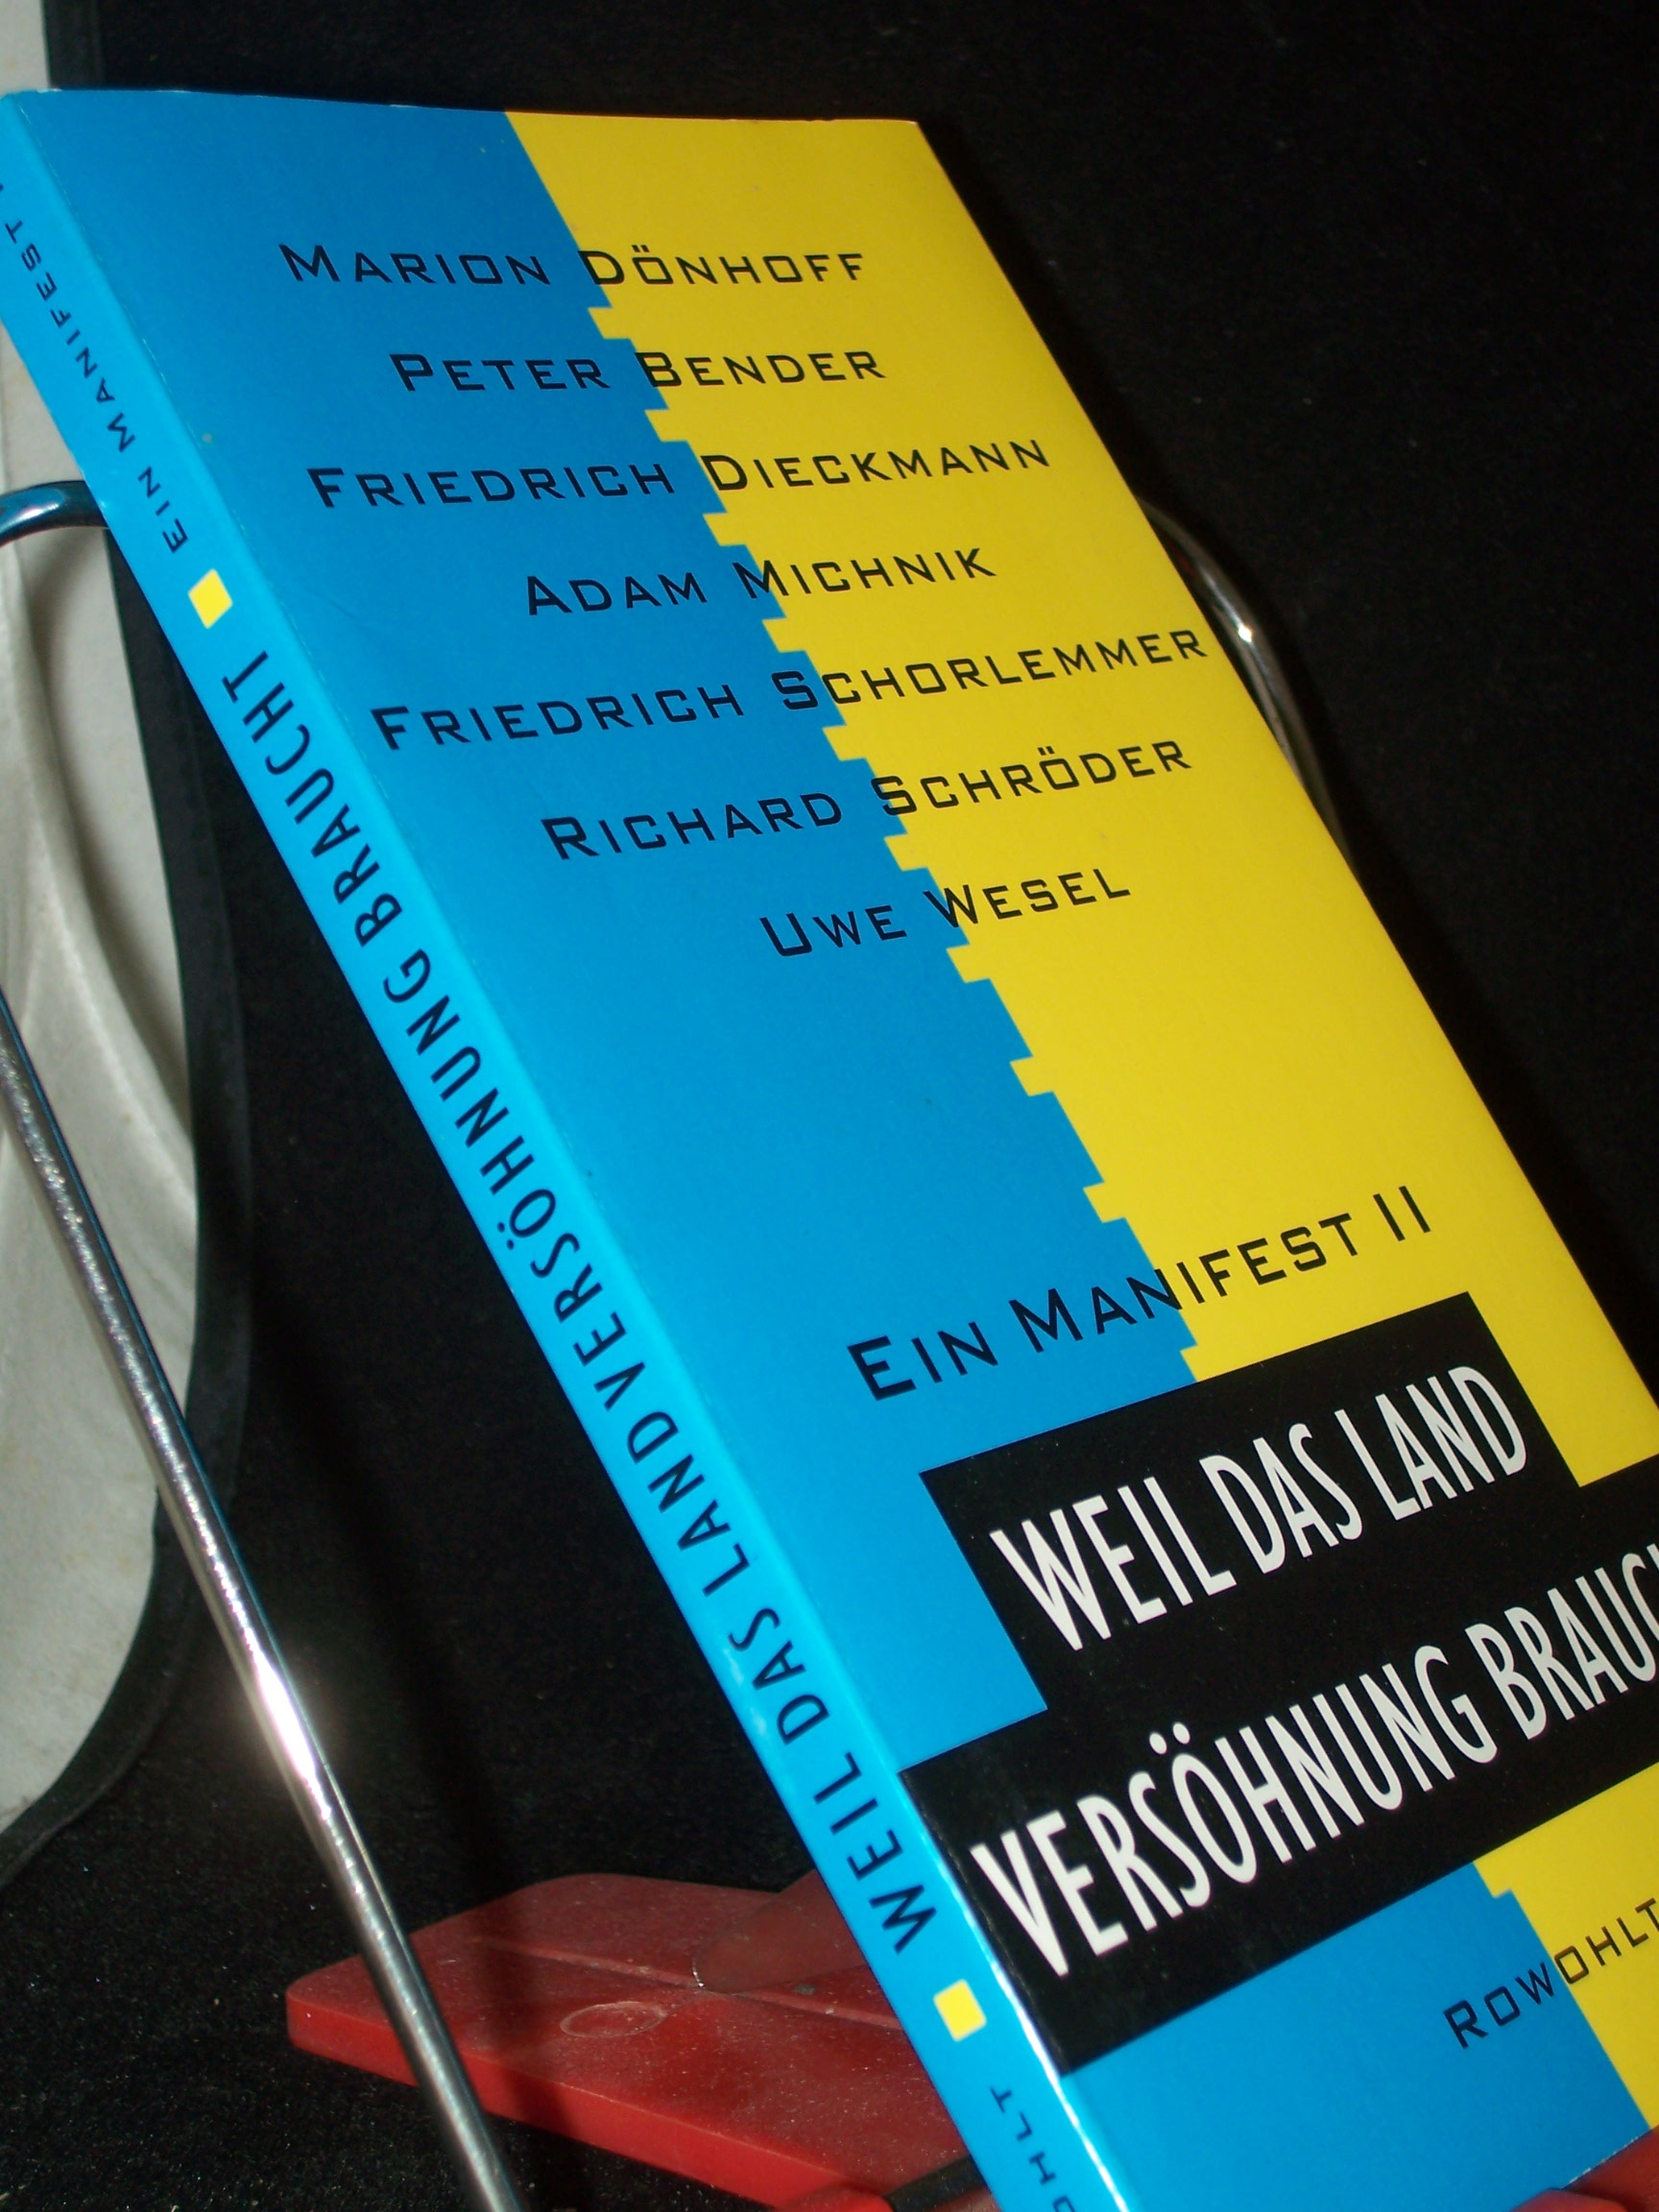 MARION DÖNHOFF
PETER BENDER
FRIEDRICH DIECKMANN
ADAM MICHNIK
FRIEDRICH SCHORLEMMER
RICHARD SCHRÖDER
UWE WESEL
EIN MANIFEST II
WEIL DAS LAND
VERSÖHNUNG BRAUCH
ROWOHLT
WEIL DAS LAND VERSÖHNUNG BRAUCHT EIN MANIFEST